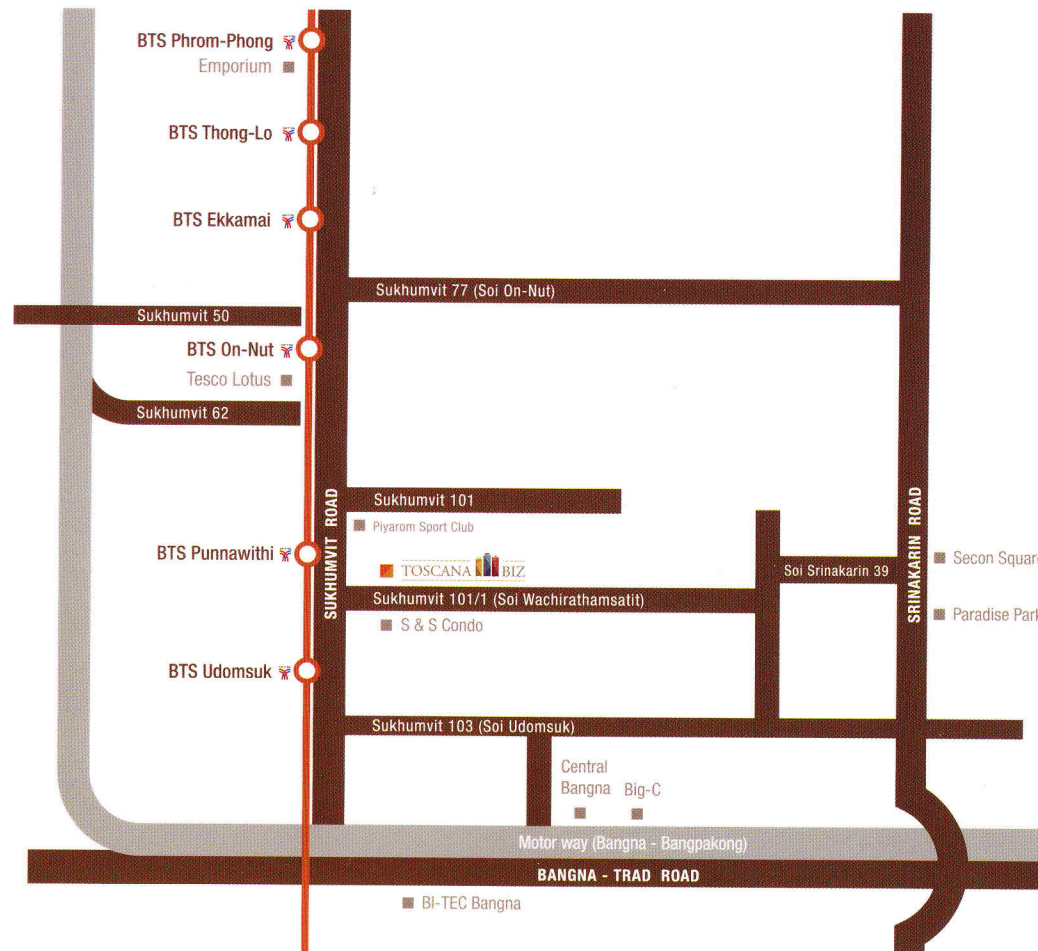 BTS Phrom-Phong
Emporium
BTS Thong-Lo
BTS Ekkamai
Sukhumvit 77 (Soi On-Nut)
Sukhumvit 50
BTS On-Nut
Tesco Lotus
Sukhumvit 62
SUKHUMVIT ROAD
SRINAKARIN ROAD
Sukhumvit 101
Piyarom Sport Club
BTS Punnawithi
TOSCANA BIZ
Soi Srinakarin 39
Secon Square
Sukhumvit 101/1 (Soi Wachirathamsatit)
Paradise Park
S & S Condo
BTS Udomsuk
Sukhumvit 103 (Soi Udomsuk)
Central
Bangna
Big-C
Motor way (Bangna - Bangpakong)
BANGNA - TRAD ROAD
BI-TEC Bangna